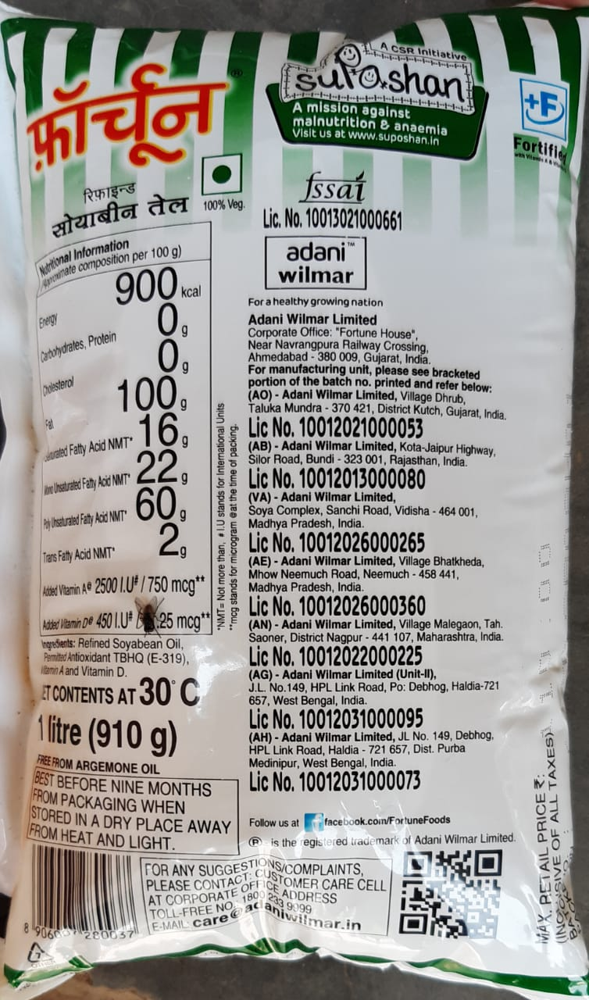 A CSR Initiative
suposhan
A mission against
malnutrition & anaemia
Visit us at www.suposhan.in
+F
Fortified
फ़ॉर्चून ®
रिफ़ाइन्ड
सोयाबीन तेल
100% Veg.
fssai
Lic. No. 10013021000661
adani™
wilmar
For a healthy growing nation
Nutritional Information
(Approximate composition per 100 g)
Energy 900 kcal
Carbohydrates, Protein 0 g
Cholesterol 0 g
Fat 100 g
Saturated Fatty Acid NMT* 16 g
Mono Unsaturated Fatty Acid NMT* 22 g
Poly Unsaturated Fatty Acid NMT* 60 g
Trans Fatty Acid NMT* 2 g
Added Vitamin A@ 2500 I.U# / 750 mcg**
Added Vitamin D@ 450 I.U# .25 mcg**
*NMT= Not more than, # I.U stands for International Units
**mcg stands for microgram @at the time of packing.
Ingredients: Refined Soyabean Oil,
Permitted Antioxidant TBHQ (E-319),
Vitamin A and Vitamin D.
ET CONTENTS AT 30°C
1 litre (910 g)
FREE FROM ARGEMONE OIL
BEST BEFORE NINE MONTHS
FROM PACKAGING WHEN
STORED IN A DRY PLACE AWAY
FROM HEAT AND LIGHT.
Adani Wilmar Limited
Corporate Office: "Fortune House",
Near Navrangpura Railway Crossing,
Ahmedabad - 380 009, Gujarat, India.
For manufacturing unit, please see bracketed
portion of the batch no. printed and refer below:
(AO) - Adani Wilmar Limited, Village Dhrub,
Taluka Mundra - 370 421, District Kutch, Gujarat, India.
Lic No. 10012021000053
(AB) - Adani Wilmar Limited, Kota-Jaipur Highway,
Silor Road, Bundi - 323 001, Rajasthan, India.
Lic No. 10012013000080
(VA) - Adani Wilmar Limited,
Soya Complex, Sanchi Road, Vidisha - 464 001,
Madhya Pradesh, India.
Lic No. 10012026000265
(AE) - Adani Wilmar Limited, Village Bhatkheda,
Mhow Neemuch Road, Neemuch - 458 441,
Madhya Pradesh, India.
Lic No. 10012026000360
(AN) - Adani Wilmar Limited, Village Malegaon, Tah.
Saoner, District Nagpur - 441 107, Maharashtra, India.
Lic No. 10012022000225
(AG) - Adani Wilmar Limited (Unit-II),
J.L. No.149, HPL Link Road, Po: Debhog, Haldia-721
657, West Bengal, India.
Lic No. 10012031000095
(AH) - Adani Wilmar Limited, JL No. 149, Debhog,
HPL Link Road, Haldia - 721 657, Dist. Purba
Medinipur, West Bengal, India.
Lic No. 10012031000073
Follow us at facebook.com/FortuneFoods
® - is the registered trademark of Adani Wilmar Limited.
FOR ANY SUGGESTIONS/COMPLAINTS,
PLEASE CONTACT: CUSTOMER CARE CELL
AT CORPORATE OFFICE ADDRESS
TOLL-FREE NO. 1800 233 9999
E-MAIL: care@adaniwilmar.in
280037
MAX. RETAIL PRICE ₹:
SIVE OF ALL TAXES)